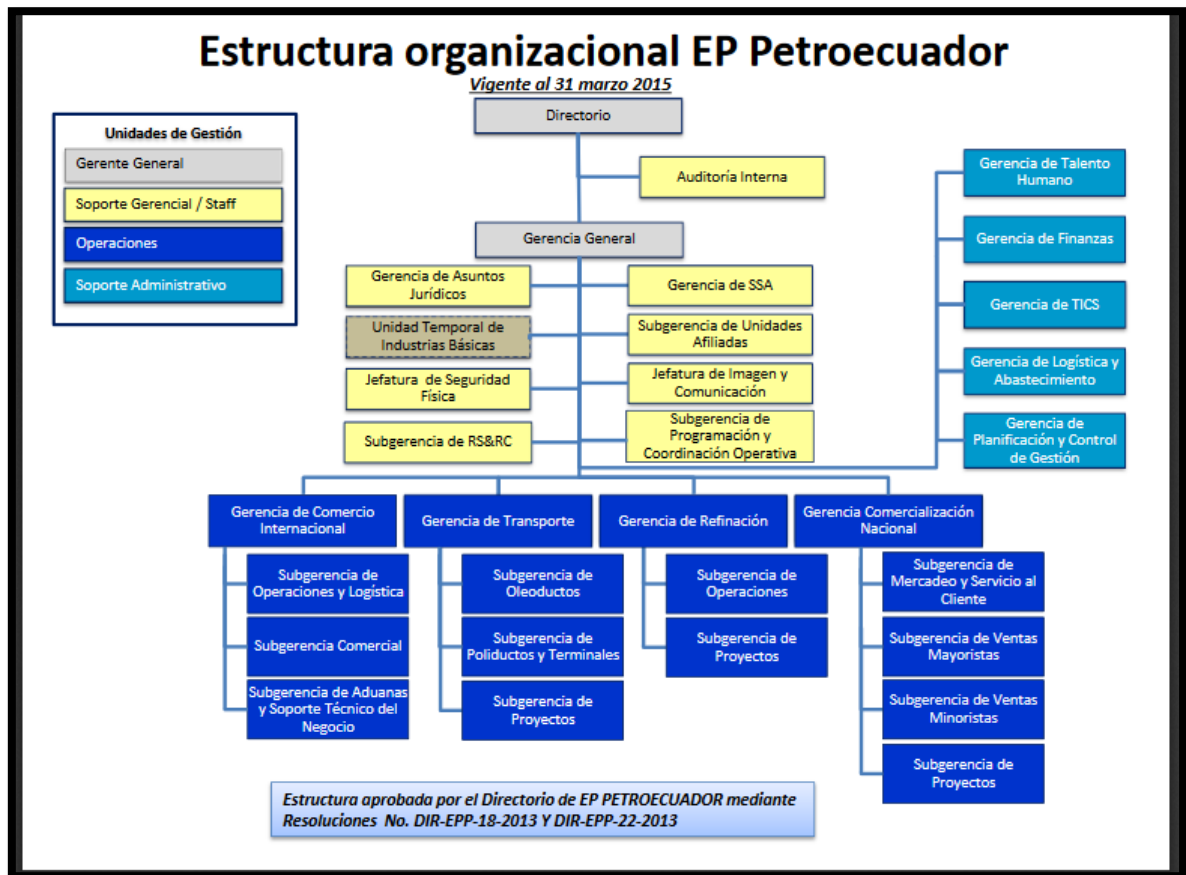 Estructura organizacional EP Petroecuador
Vigente al 31 marzo 2015
Unidades de Gestión
Gerente General
Soporte Gerencial / Staff
Operaciones
Soporte Administrativo
Directorio
Auditoría Interna
Gerencia General
Gerencia de Asuntos
Jurídicos
Gerencia de SSA
Unidad Temporal de
Industrias Básicas
Subgerencia de Unidades
Afiliadas
Jefatura de Seguridad
Física
Jefatura de Imagen y
Comunicación
Subgerencia de RS&RC
Subgerencia de
Programación y
Coordinación Operativa
Gerencia de Talento
Humano
Gerencia de Finanzas
Gerencia de TICS
Gerencia de Logística y
Abastecimiento
Gerencia de
Planificación y Control
de Gestión
Gerencia de Comercio
Internacional
Subgerencia de
Operaciones y Logística
Subgerencia Comercial
Subgerencia de Aduanas
y Soporte Técnico del
Negocio
Gerencia de Transporte
Subgerencia de
Oleoductos
Subgerencia de
Poliductos y Terminales
Subgerencia de
Proyectos
Gerencia de Refinación
Subgerencia de
Operaciones
Subgerencia de
Proyectos
Gerencia Comercialización
Nacional
Subgerencia de
Mercadeo y Servicio al
Cliente
Subgerencia de Ventas
Mayoristas
Subgerencia de Ventas
Minoristas
Subgerencia de
Proyectos
Estructura aprobada por el Directorio de EP PETROECUADOR mediante
Resoluciones No. DIR-EPP-18-2013 Y DIR-EPP-22-2013